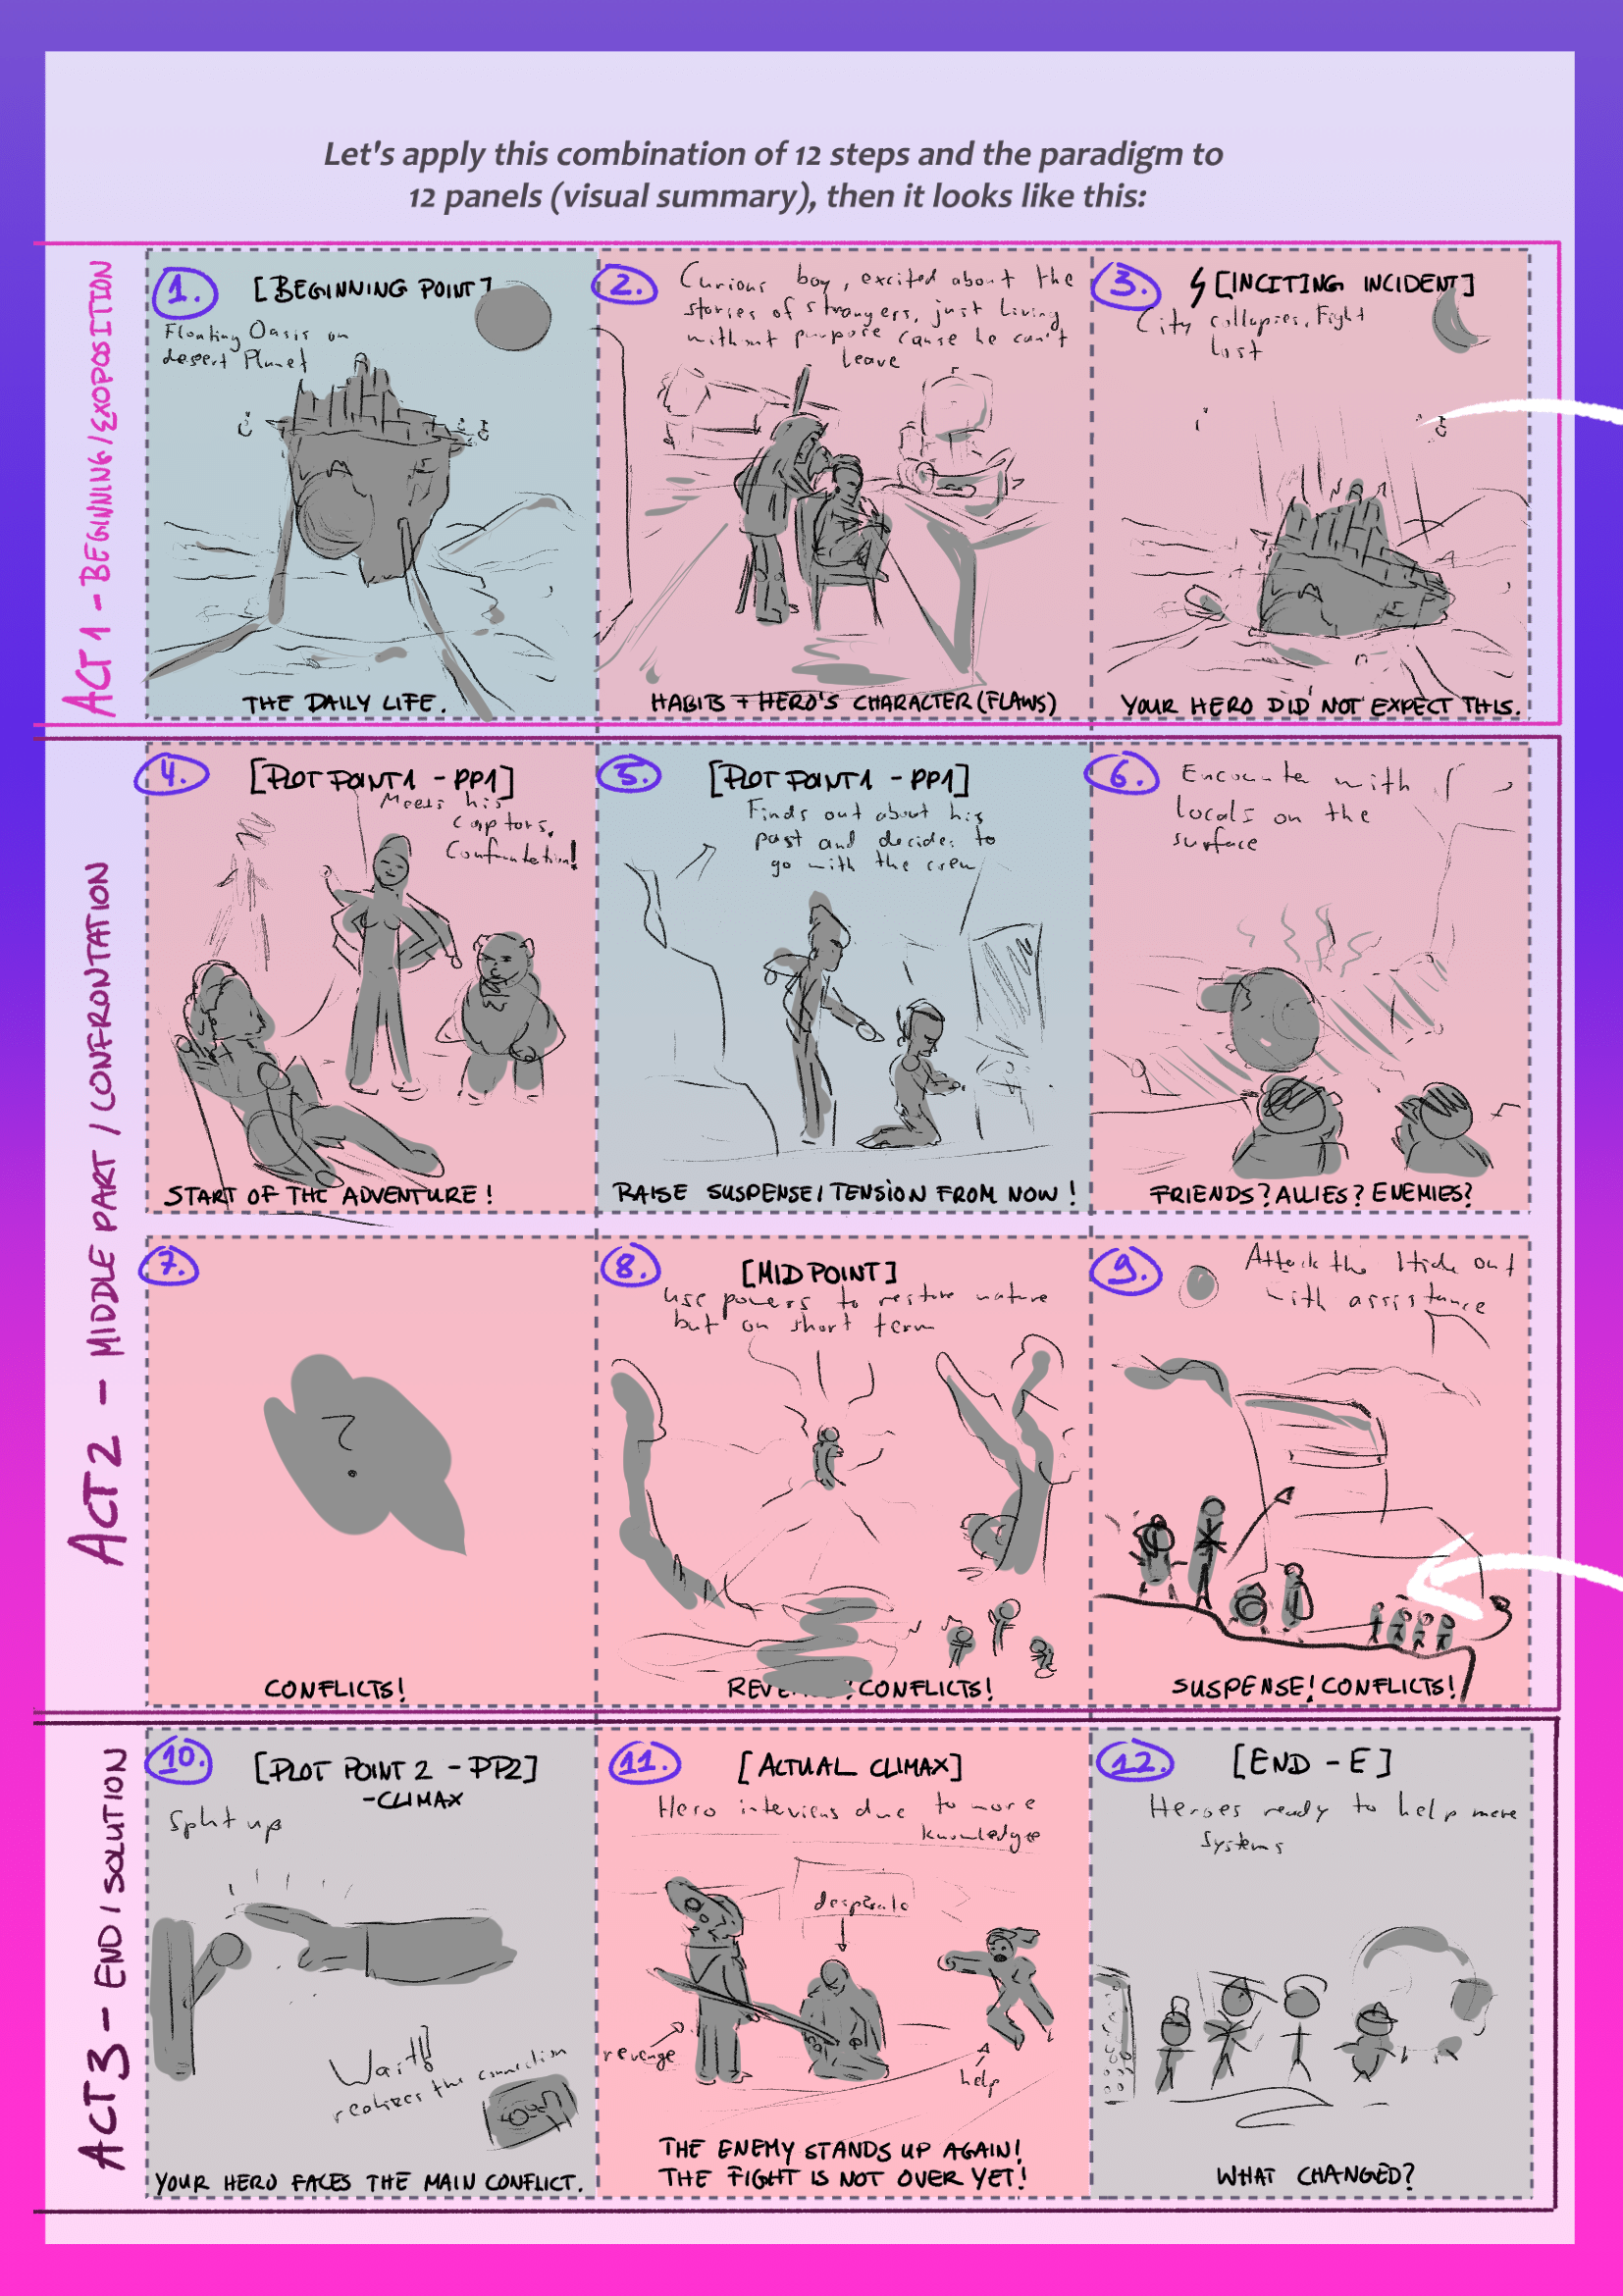 Let's apply this combination of 12 steps and the paradigm to
12 panels (visual summary), then it looks like this:
ACT 1 - BEGINNING/EXOPOSITION
1.
[BEGINNING POINT]
Floating Oasis on
desert Planet
THE DAILY LIFE.
2.
Curious boy, excited about the
stories of strangers, just living
without purpose cause he can't
leave
HABITS + HERO'S CHARACTER (FLAWS)
3.
[INCITING INCIDENT]
City collapses, Fight
lost
YOUR HERO DID NOT EXPECT THIS.
ACT 2 - MIDDLE PART / CONFRONTATION
4.
[PLOT POINT 1 - PP1]
Meets his
captors,
Confrontation!
START OF THE ADVENTURE!
5.
[PLOT POINT 1 - PP1]
Finds out about his
past and decides to
go with the crew
RAISE SUSPENSE/TENSION FROM NOW!
6.
Encounter with
locals on the
surface
FRIENDS? ALLIES? ENEMIES?
7.
?
CONFLICTS!
8.
[MIDPOINT]
use powers to restore nature
but on short term
! CONFLICTS!
9.
Attack the Hide out
with assistance
SUSPENSE! CONFLICTS!
ACT 3 - END / SOLUTION
10.
[PLOT POINT 2 - PP2]
-CLIMAX
Split up
Wait!
realizes the connection
YOUR HERO FACES THE MAIN CONFLICT.
11.
[ACTUAL CLIMAX]
Hero interviens due to more
knowledge
desperate
revenge
help
THE ENEMY STANDS UP AGAIN!
THE FIGHT IS NOT OVER YET!
12.
[END - E]
Heroes ready to help more
systems
WHAT CHANGED?